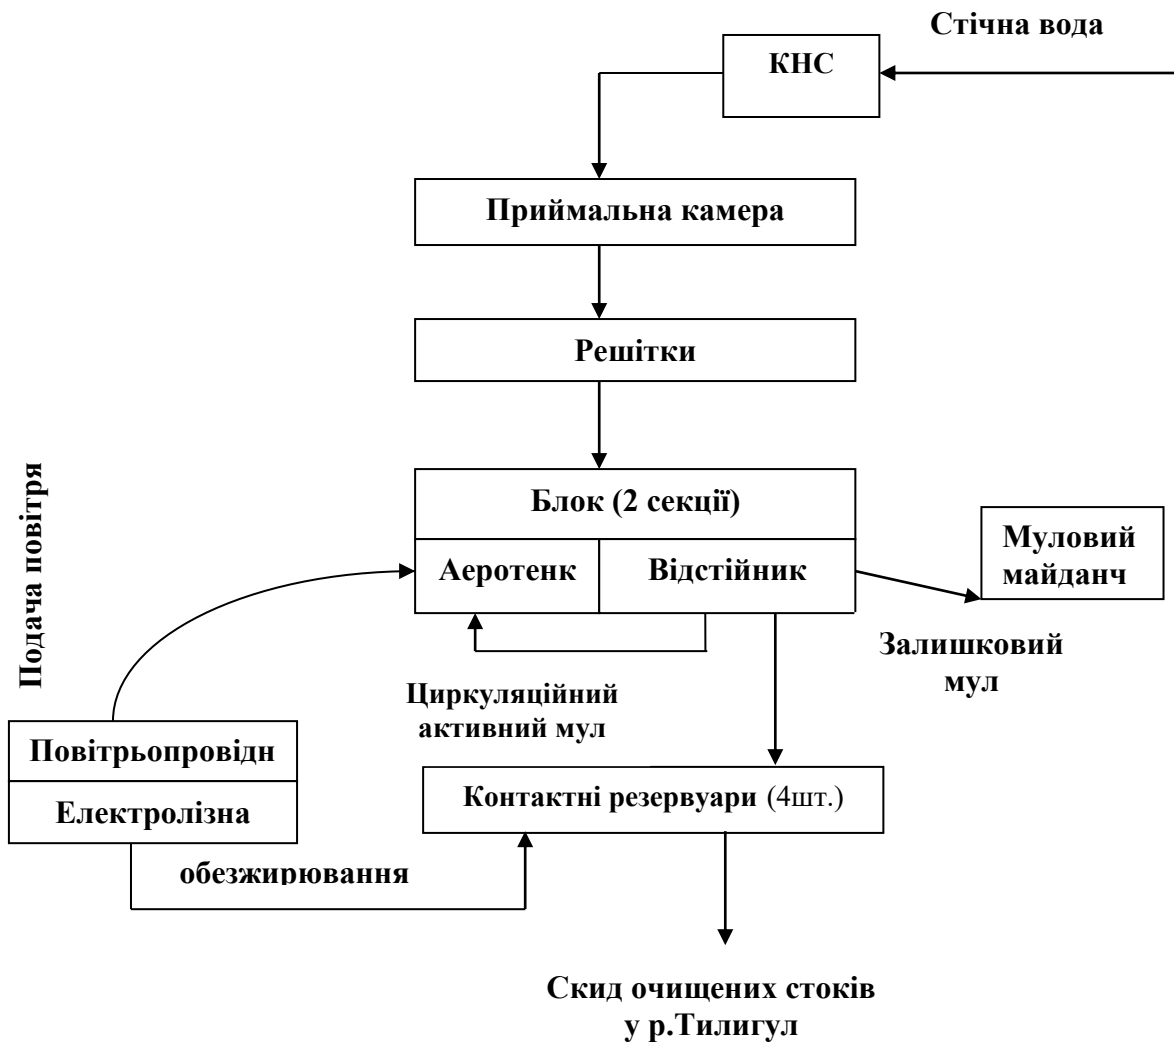 Стічна вода
КНС
Приймальна камера
Решітки
Подача повітря
Блок (2 секції)
Аеротенк
Відстійник
Муловий
майданч
Залишковий
мул
Циркуляційний
активний мул
Повітрьопровідн
Електролізна
Контактні резервуари (4шт.)
обезжирювання
Скид очищених стоків
у р.Тилигул